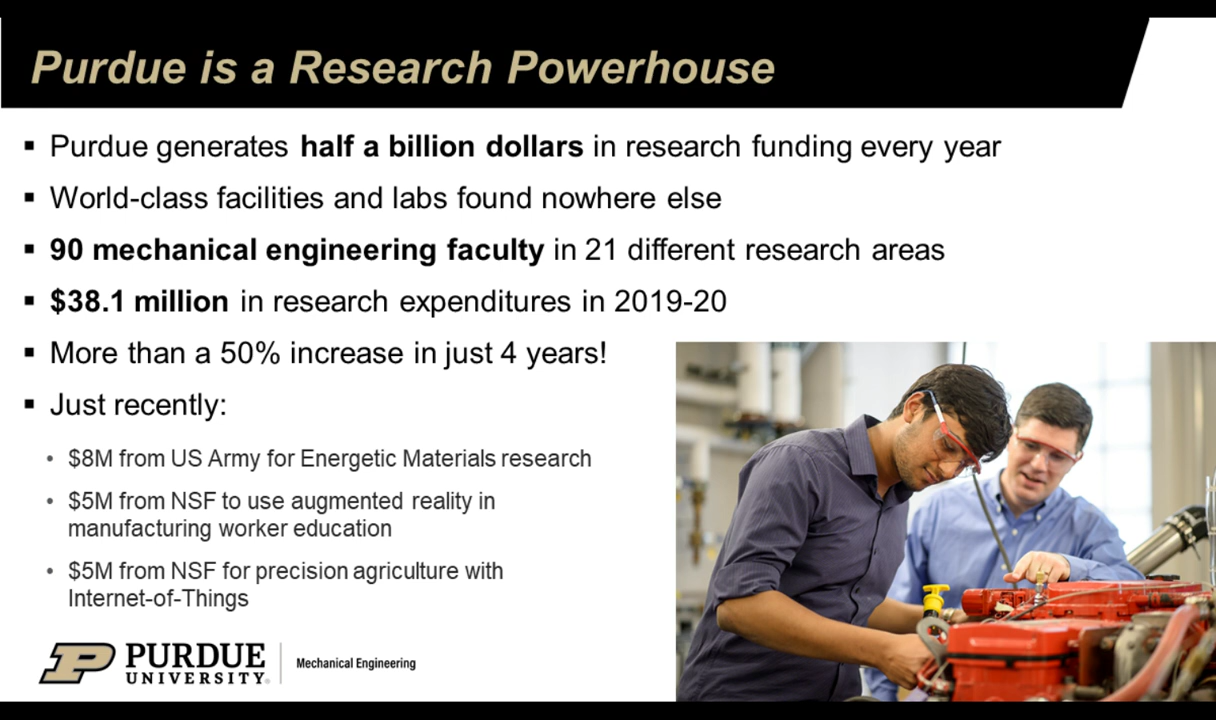 Purdue is a Research Powerhouse
▪ Purdue generates half a billion dollars in research funding every year
▪ World-class facilities and labs found nowhere else
▪ 90 mechanical engineering faculty in 21 different research areas
▪ $38.1 million in research expenditures in 2019-20
▪ More than a 50% increase in just 4 years!
▪ Just recently:
• $8M from US Army for Energetic Materials research
• $5M from NSF to use augmented reality in
manufacturing worker education
• $5M from NSF for precision agriculture with
Internet-of-Things
P PURDUE
UNIVERSITY®
Mechanical Engineering